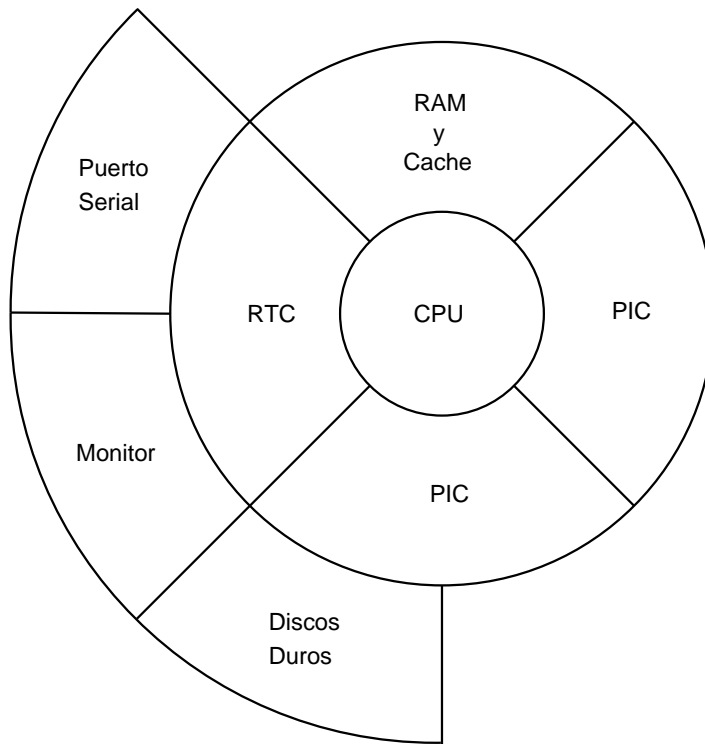 RAM
y
Cache
Puerto
Serial
RTC
CPU
PIC
Monitor
PIC
Discos
Duros